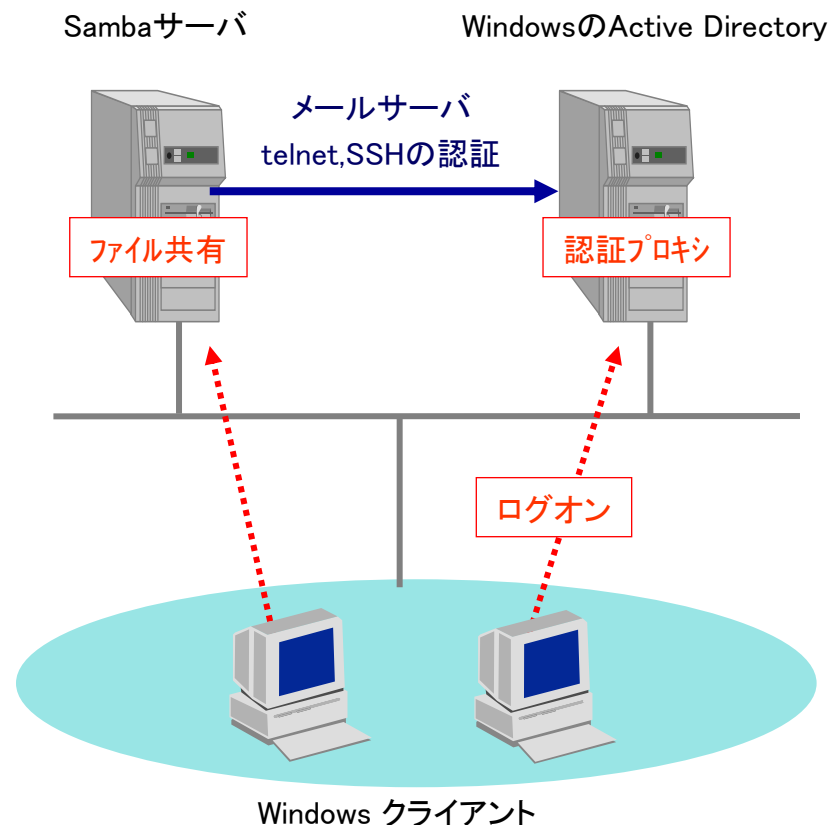 Sambaサーバ
WindowsのActive Directory
メールサーバ
telnet,SSHの認証
ファイル共有
認証プロキシ
ログオン
Windows クライアント